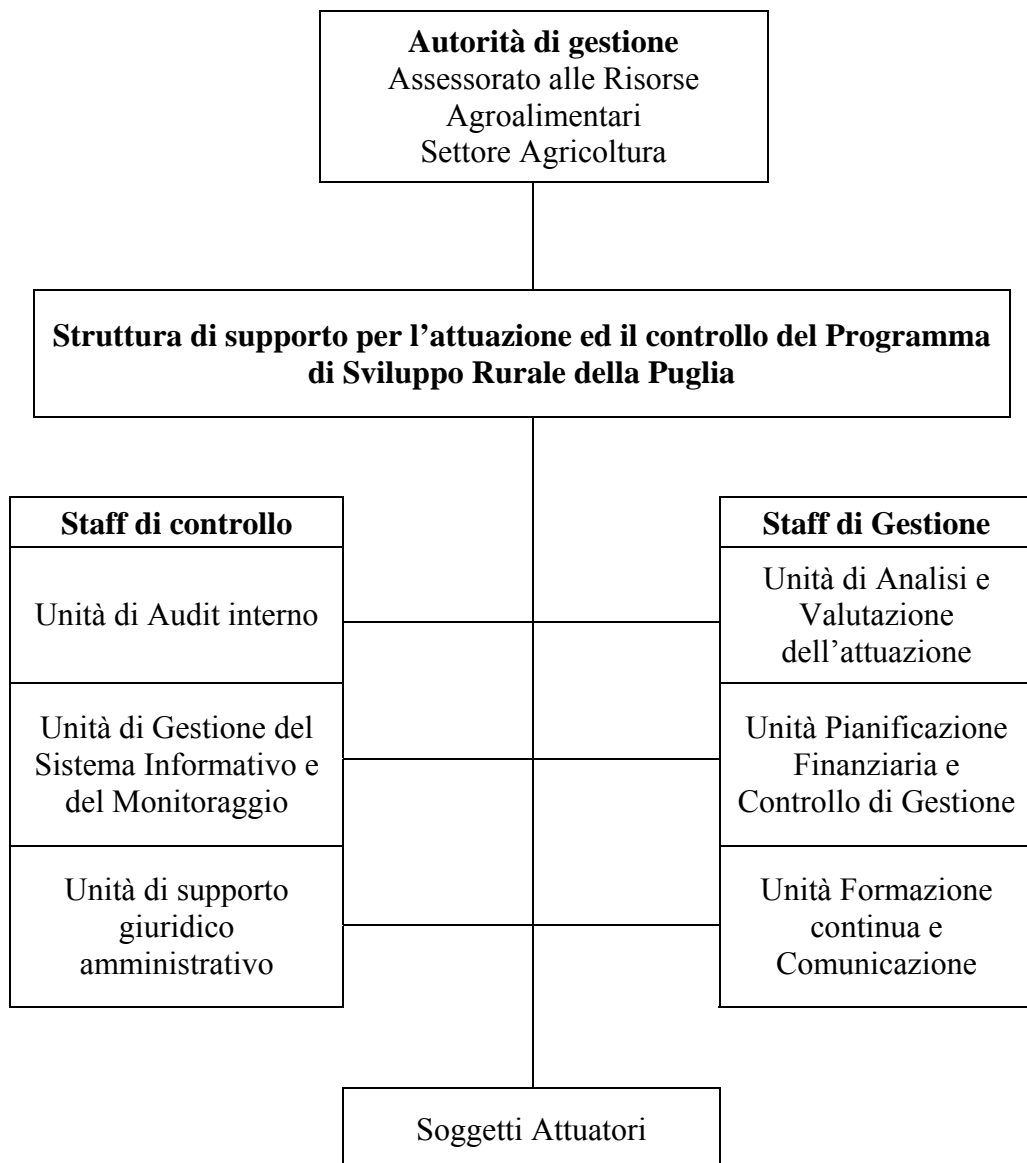 Autorità di gestione
Assessorato alle Risorse
Agroalimentari
Settore Agricoltura
Struttura di supporto per l’attuazione ed il controllo del Programma
di Sviluppo Rurale della Puglia
Staff di controllo
Unità di Audit interno
Unità di Gestione del
Sistema Informativo e
del Monitoraggio
Unità di supporto
giuridico
amministrativo
Staff di Gestione
Unità di Analisi e
Valutazione
dell’attuazione
Unità Pianificazione
Finanziaria e
Controllo di Gestione
Unità Formazione
continua e
Comunicazione
Soggetti Attuatori